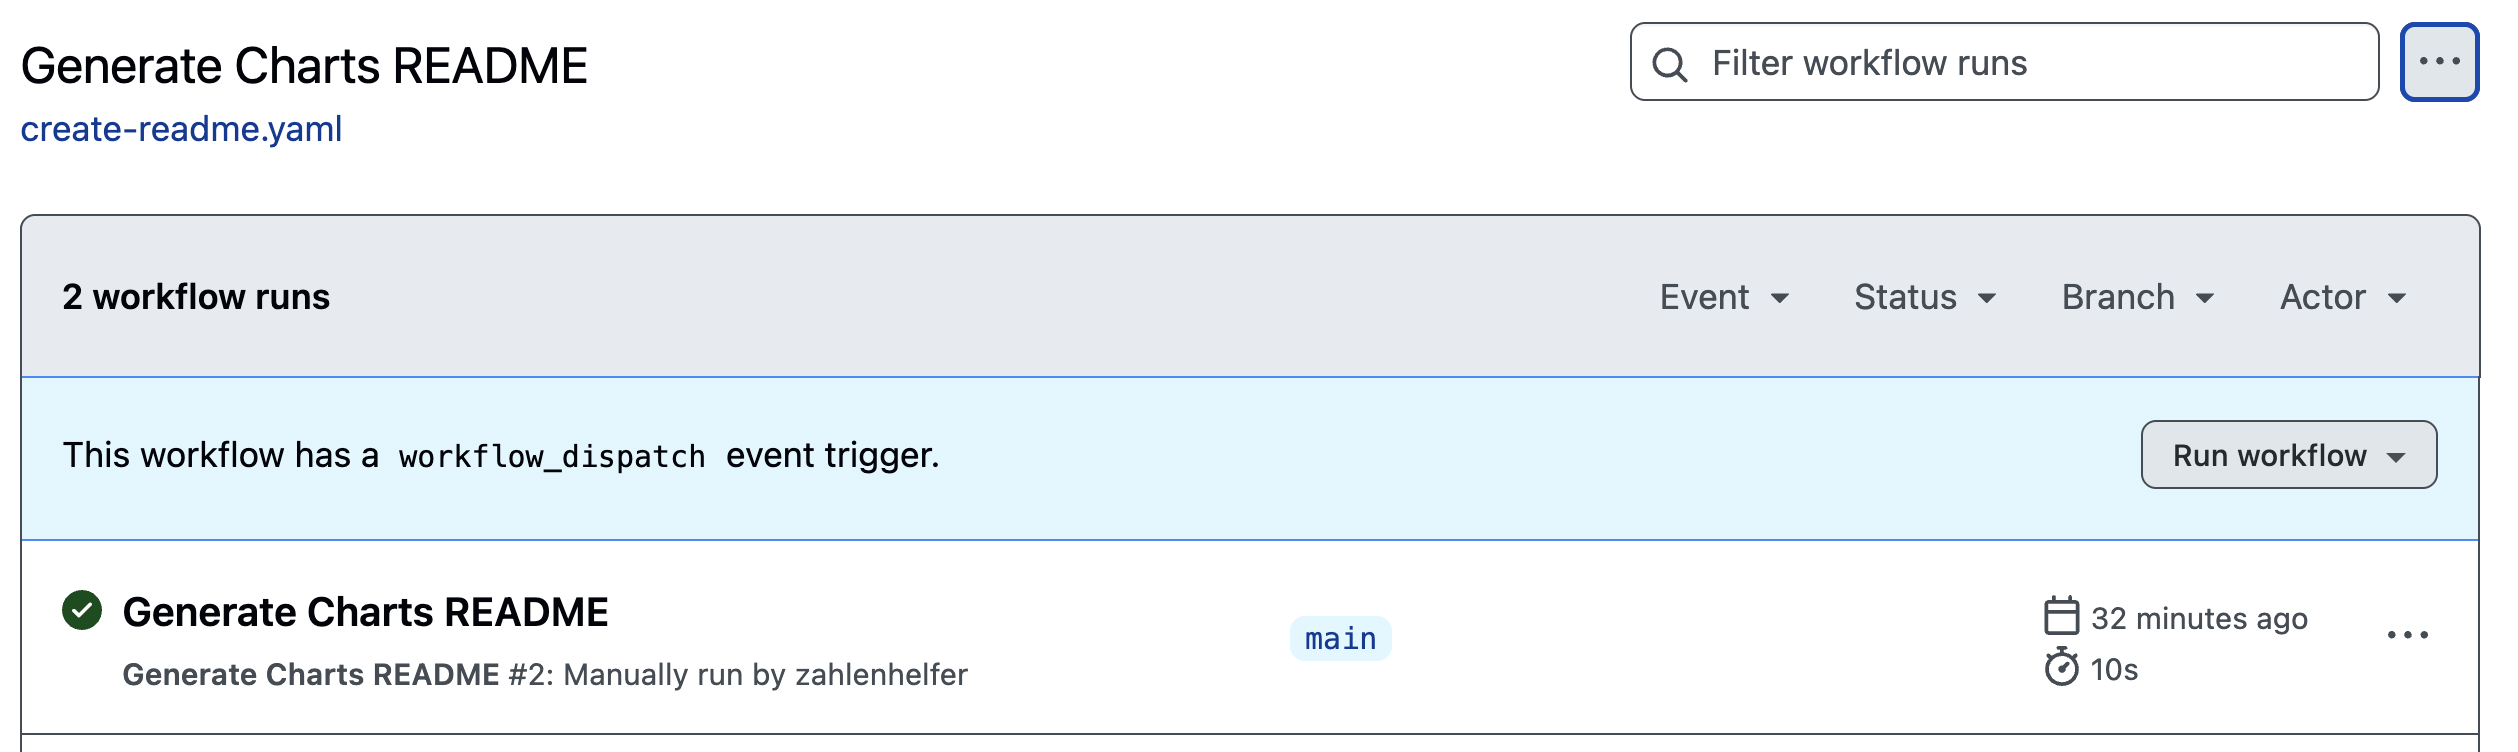 Generate Charts README
Filter workflow runs
create-readme.yaml
2 workflow runs
Event
Status
Branch
Actor
This workflow has a workflow_dispatch event trigger.
Run workflow
Generate Charts README
main
32 minutes ago
Generate Charts README #2: Manually run by zahlenhelfer
10s